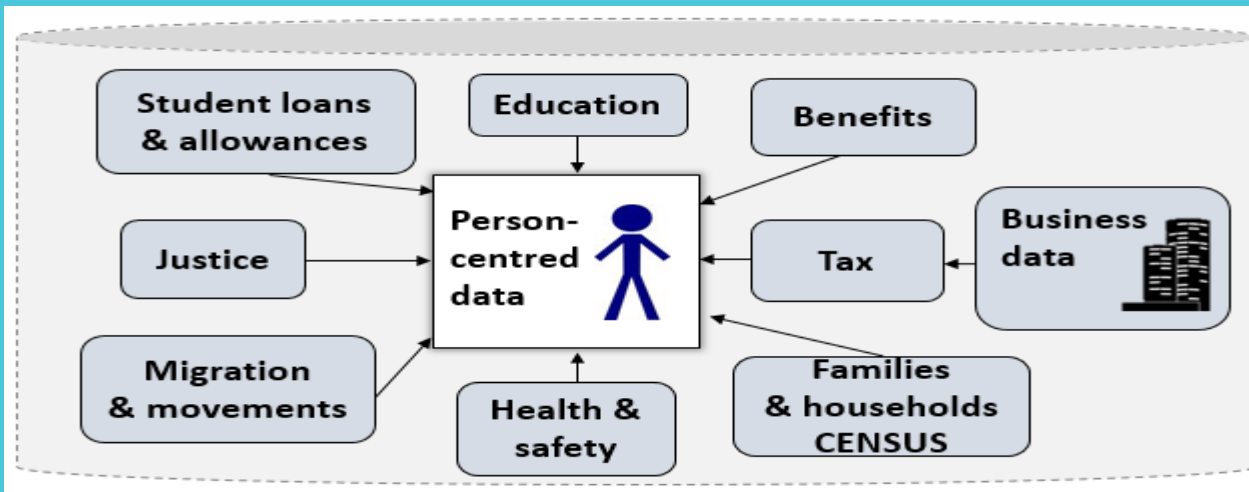 Student loans
& allowances
Education
Benefits
Justice
Person-
centred
data
Tax
Business
data
Migration
& movements
Health &
safety
Families
& households
CENSUS